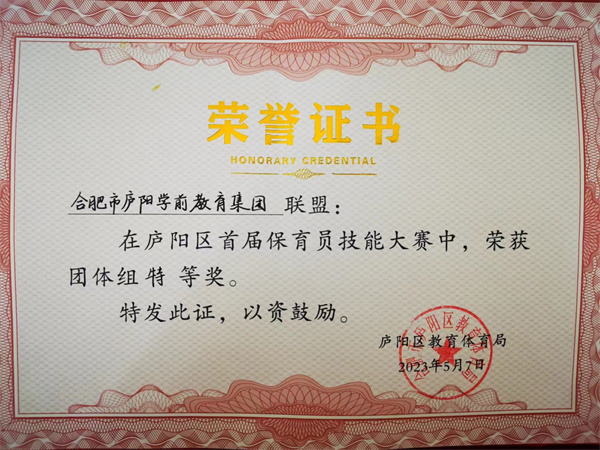 荣誉证书
HONORARY CREDENTIAL
合肥市庐阳学前教育集团 联盟：
在庐阳区首届保育员技能大赛中，荣获
团体组 特 等奖。
特发此证，以资鼓励。
庐阳区教育体育局
2023年5月7日